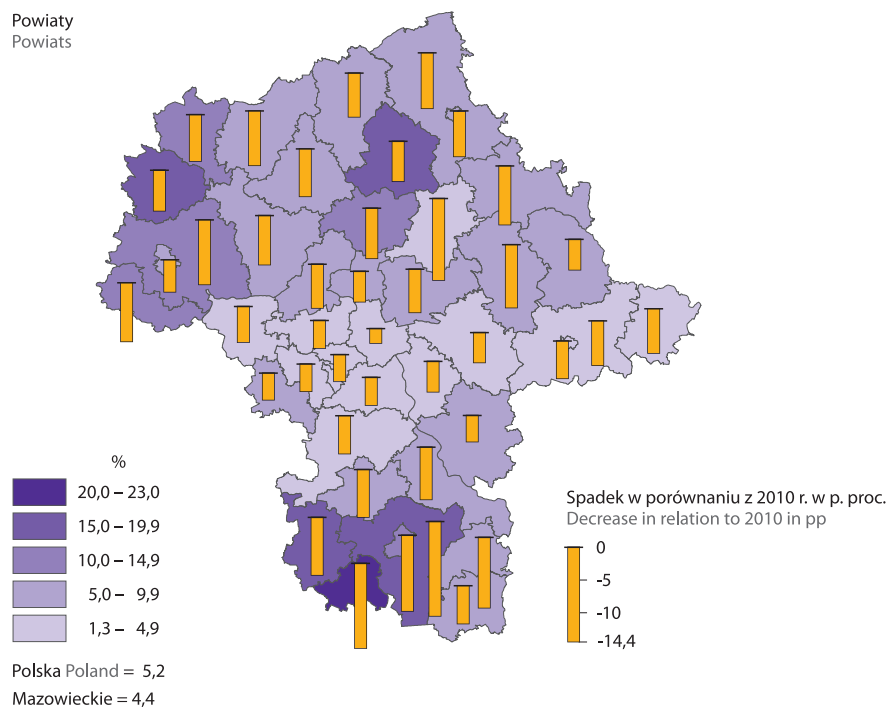 Powiaty
Powiats
%
20,0 – 23,0
15,0 – 19,9
10,0 – 14,9
5,0 – 9,9
1,3 – 4,9
Polska Poland = 5,2
Mazowieckie = 4,4
Spadek w porównaniu z 2010 r. w p. proc.
Decrease in relation to 2010 in pp
0
-5
-10
-14,4